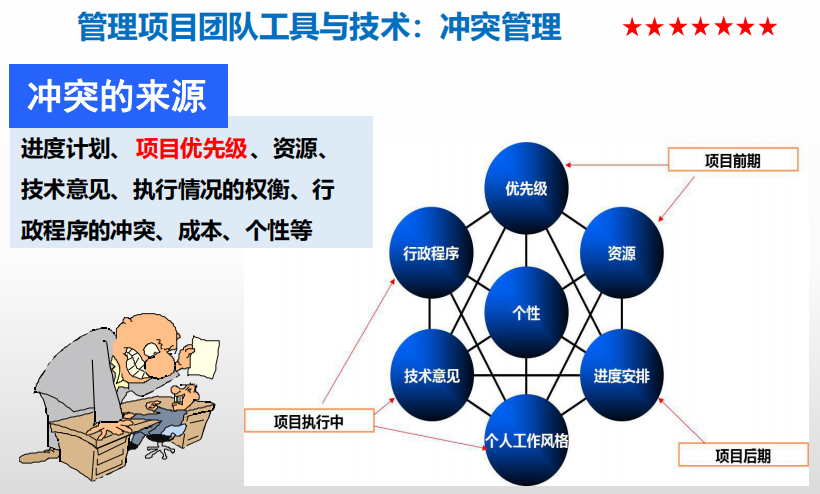 管理项目团队工具与技术：冲突管理
冲突的来源
进度计划、项目优先级、资源、
技术意见、执行情况的权衡、行
政程序的冲突、成本、个性等
项目前期
优先级
行政程序
资源
个性
技术意见
进度安排
项目执行中
个人工作风格
项目后期